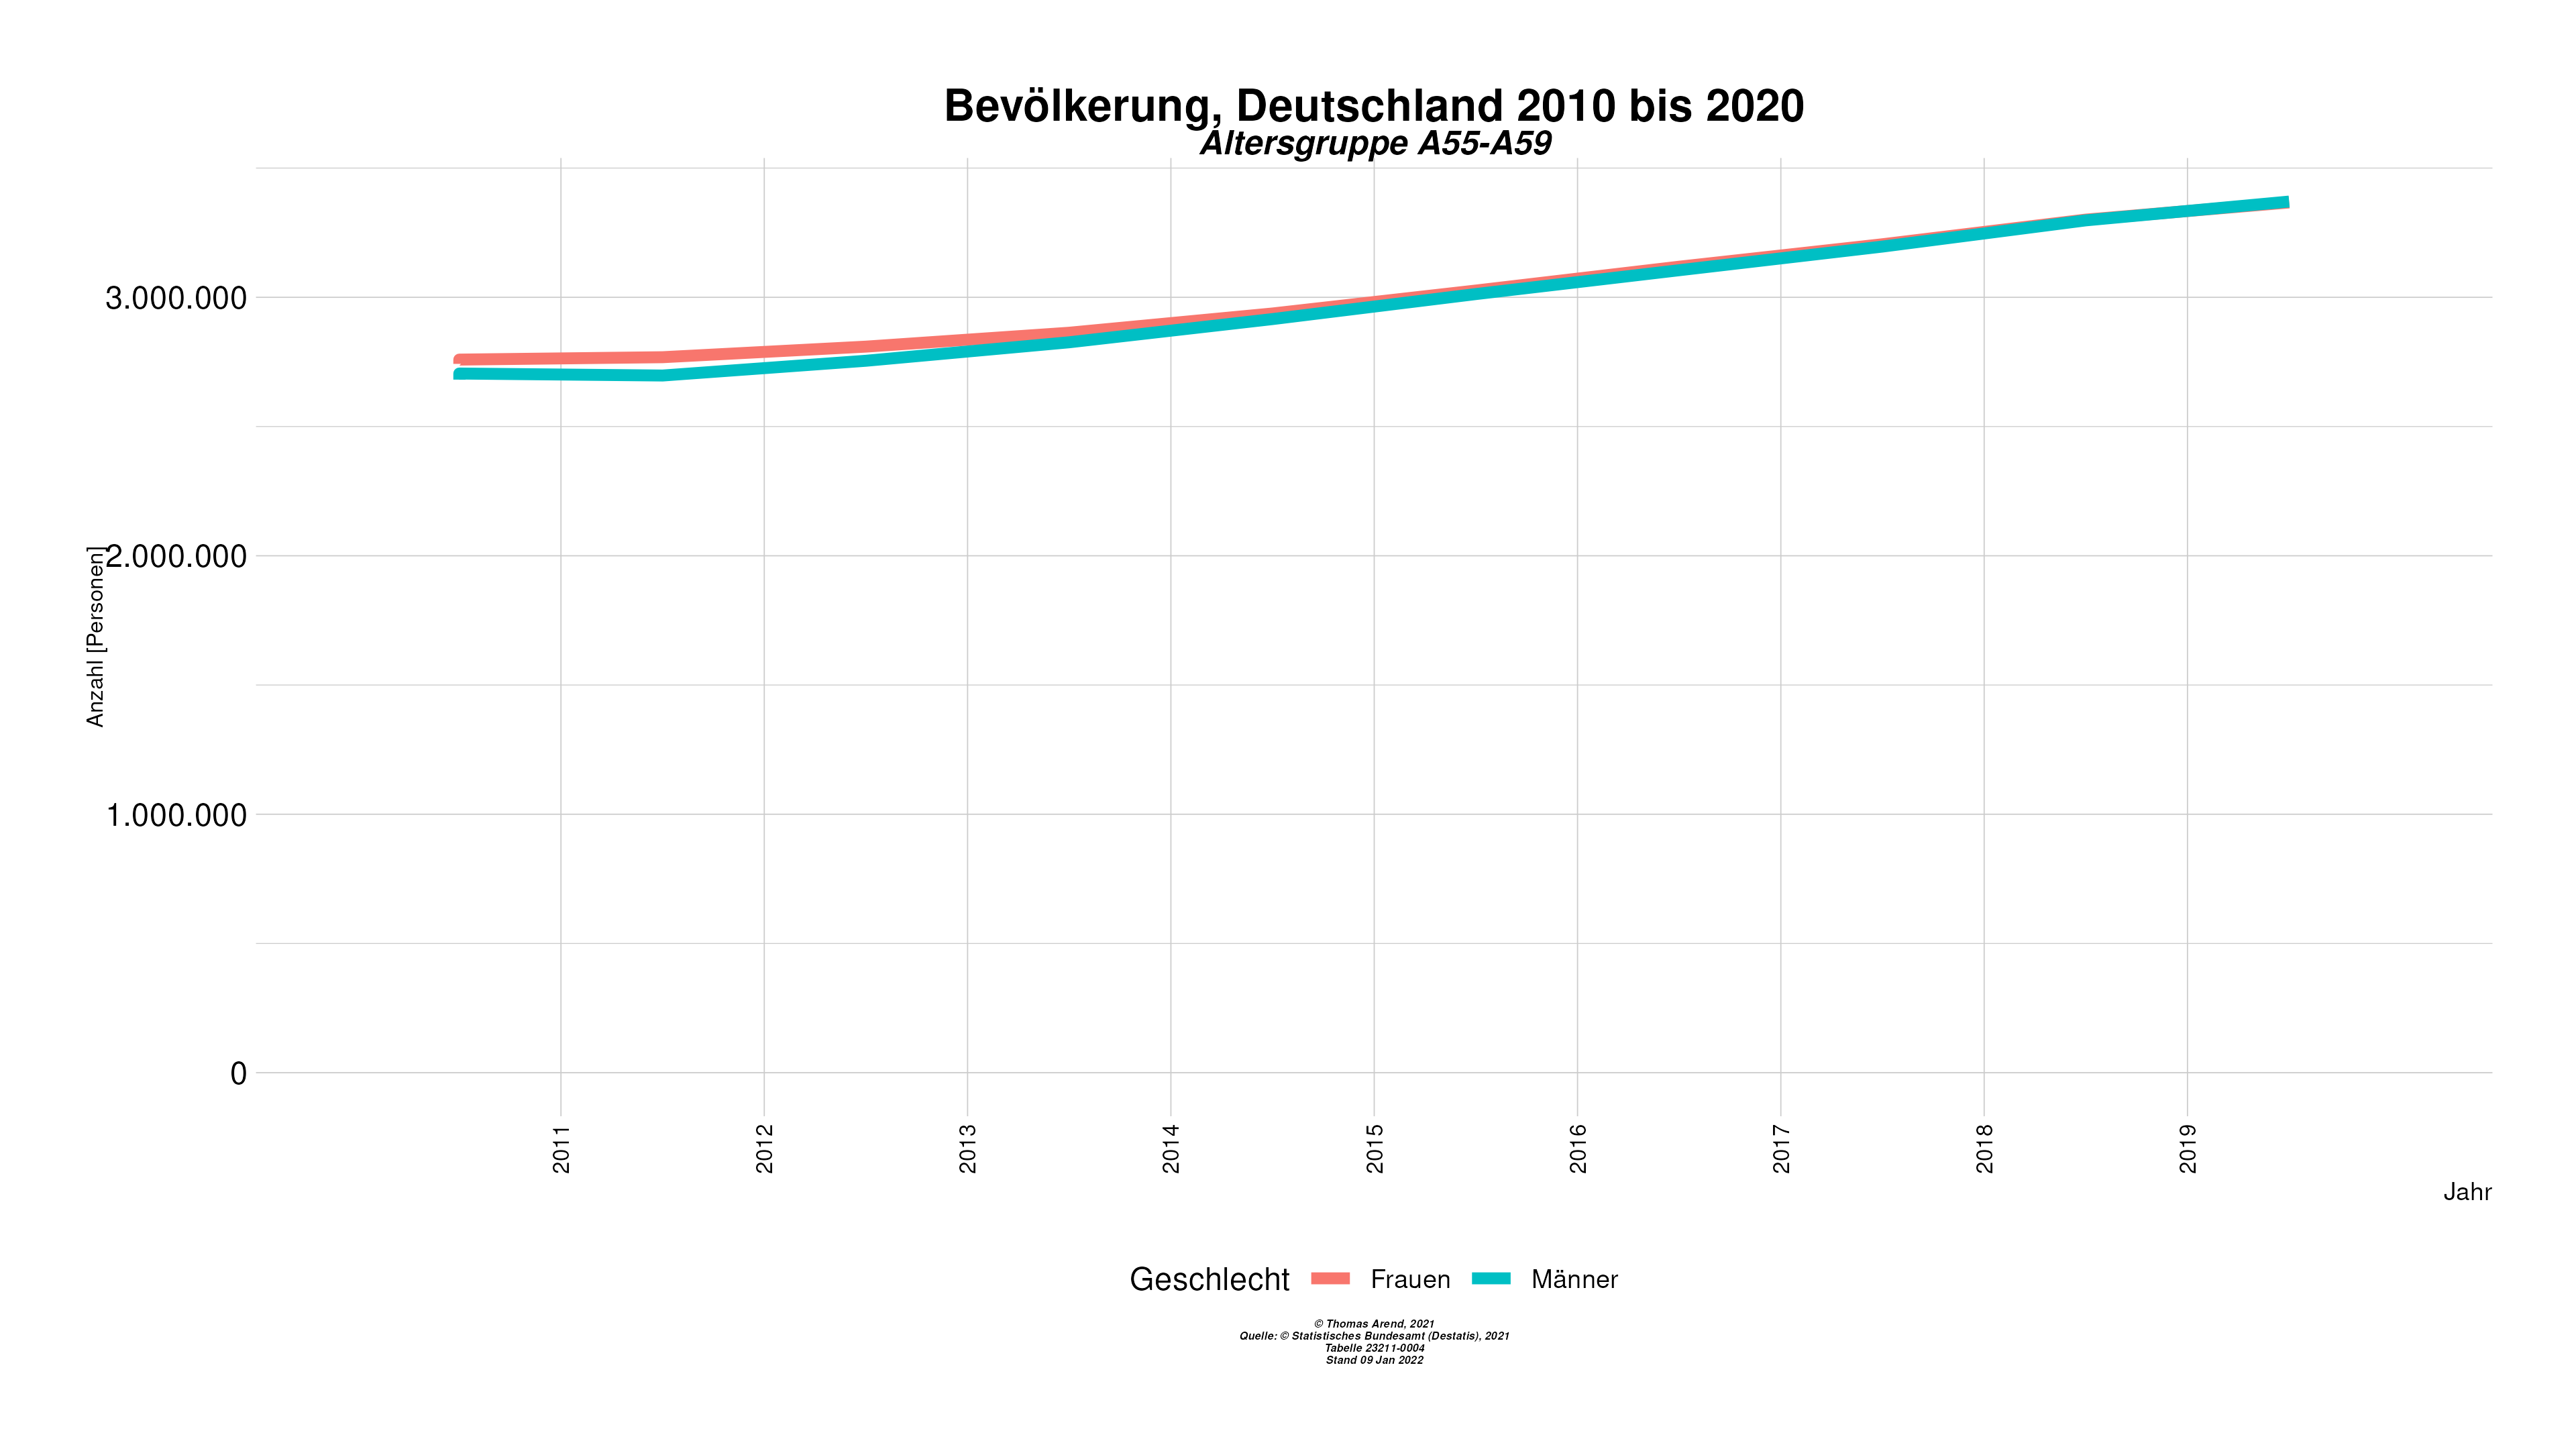 Bevölkerung, Deutschland 2010 bis 2020
Altersgruppe A55-A59
Anzahl [Personen]
3.000.000
2.000.000
1.000.000
0
2011
2012
2013
2014
2015
2016
2017
2018
2019
Jahr
Geschlecht Frauen Männer
© Thomas Arend, 2021
Quelle: © Statistisches Bundesamt (Destatis), 2021
Tabelle 23211-0004
Stand 09 Jan 2022